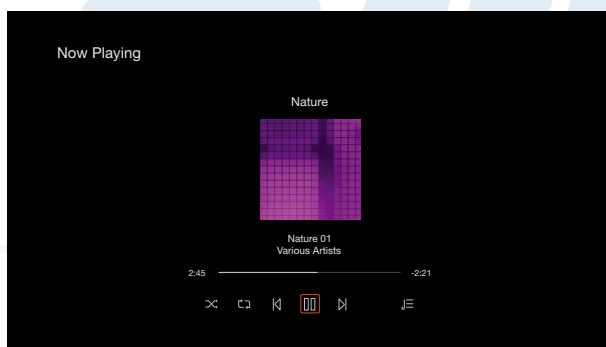 Now Playing
Nature
Nature 01
Various Artists
2:45 -2:21